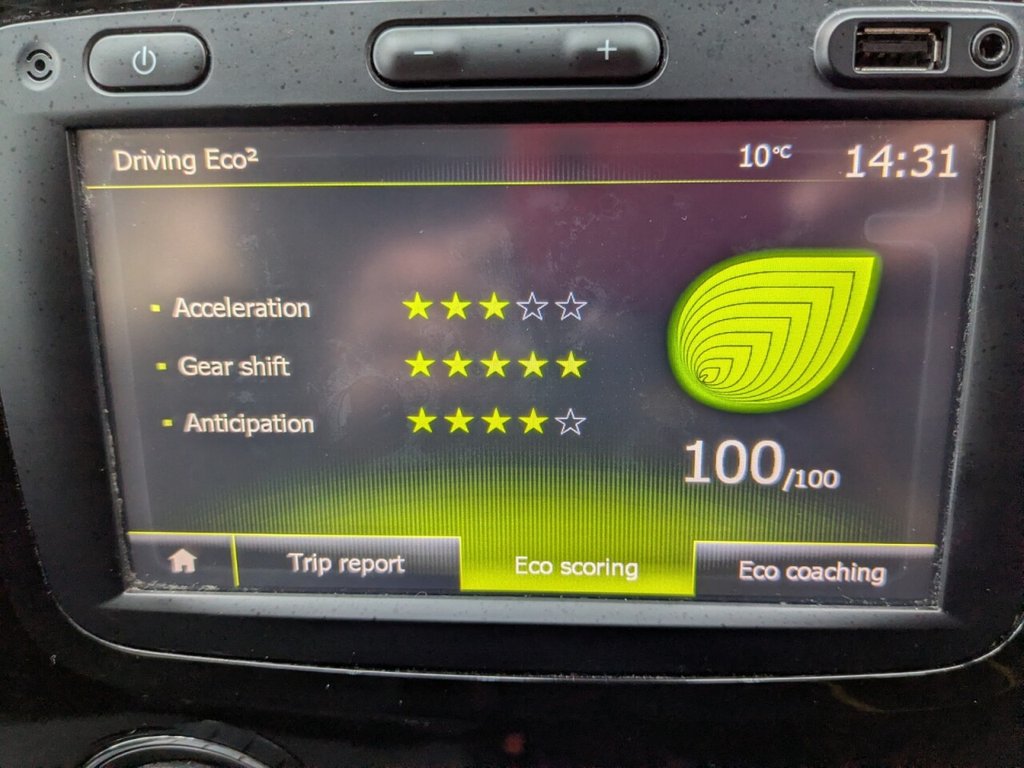 Driving Eco² 10°C 14:31
Acceleration
Gear shift
Anticipation
100/100
Trip report Eco scoring Eco coaching